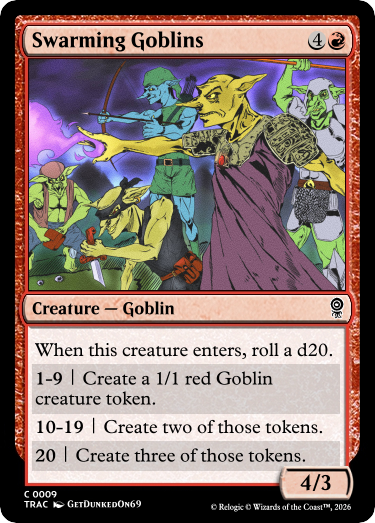 Swarming Goblins 4
Creature — Goblin
When this creature enters, roll a d20.
1-9 | Create a 1/1 red Goblin
creature token.
10-19 | Create two of those tokens.
20 | Create three of those tokens.
4/3
C 0009
TRAC GetDunkedOn69
© Relogic © Wizards of the Coast™, 2026